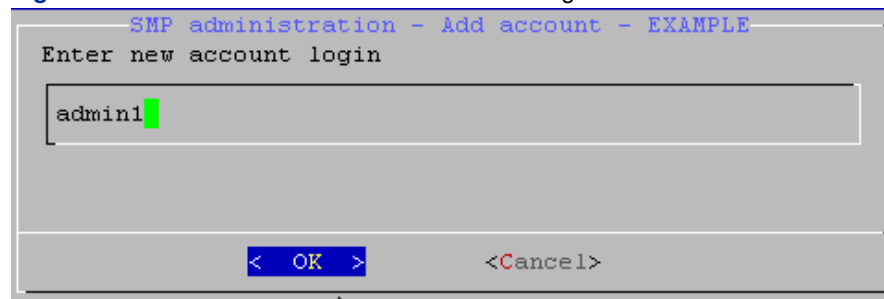 SMP administration - Add account - EXAMPLE
Enter new account login
admin1
< OK > <Cancel>